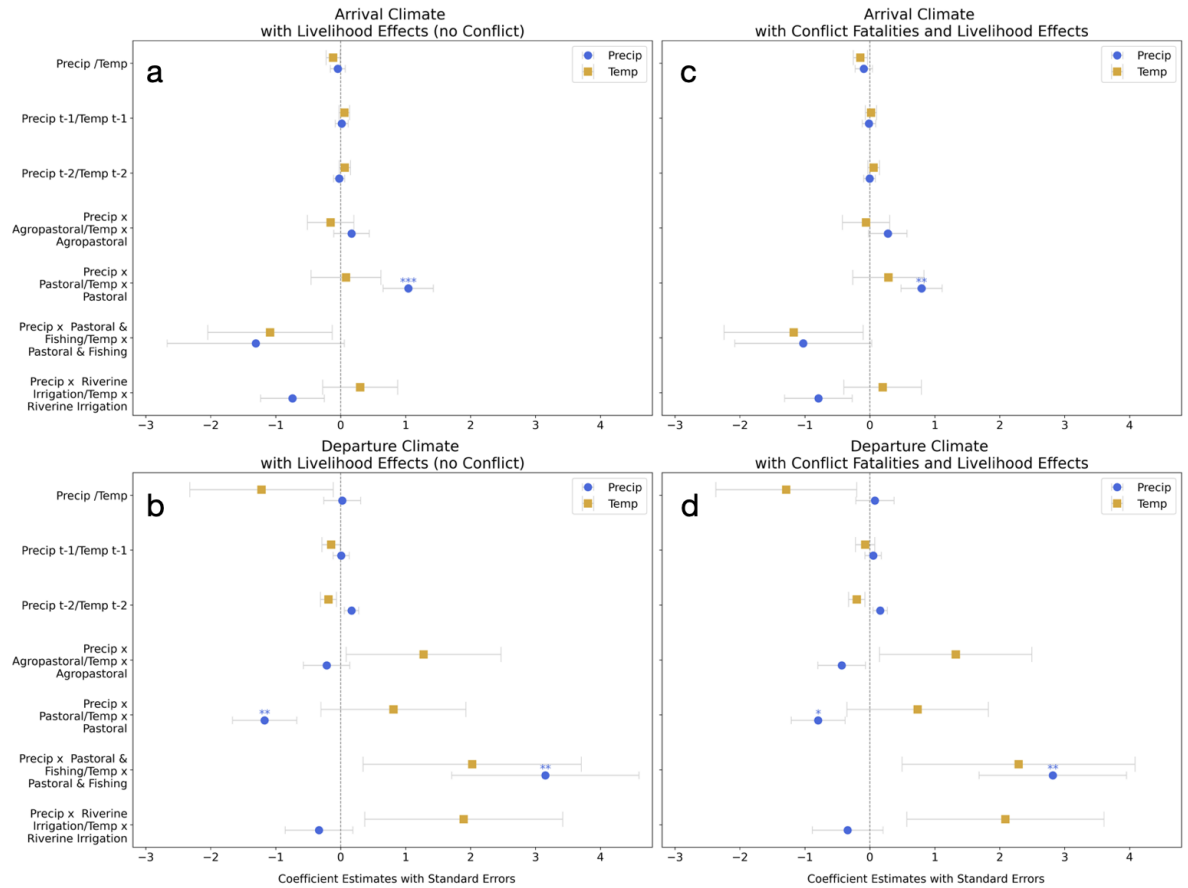 Arrival Climate
with Livelihood Effects (no Conflict)
a
Precip
Temp
Precip /Temp
Precip t-1/Temp t-1
Precip t-2/Temp t-2
Precip x
Agropastoral/Temp x
Agropastoral
Precip x
Pastoral/Temp x
Pastoral
Precip x  Pastoral &
Fishing/Temp x
Pastoral & Fishing
Precip x  Riverine
Irrigation/Temp x
Riverine Irrigation
***
−3 −2 −1 0 1 2 3 4
Arrival Climate
with Conflict Fatalities and Livelihood Effects
c
Precip
Temp
**
−3 −2 −1 0 1 2 3 4
Departure Climate
with Livelihood Effects (no Conflict)
b
Precip
Temp
Precip /Temp
Precip t-1/Temp t-1
Precip t-2/Temp t-2
Precip x
Agropastoral/Temp x
Agropastoral
Precip x
Pastoral/Temp x
Pastoral
Precip x  Pastoral &
Fishing/Temp x
Pastoral & Fishing
Precip x  Riverine
Irrigation/Temp x
Riverine Irrigation
**
**
−3 −2 −1 0 1 2 3 4
Coefficient Estimates with Standard Errors
Departure Climate
with Conflict Fatalities and Livelihood Effects
d
Precip
Temp
*
**
−3 −2 −1 0 1 2 3 4
Coefficient Estimates with Standard Errors